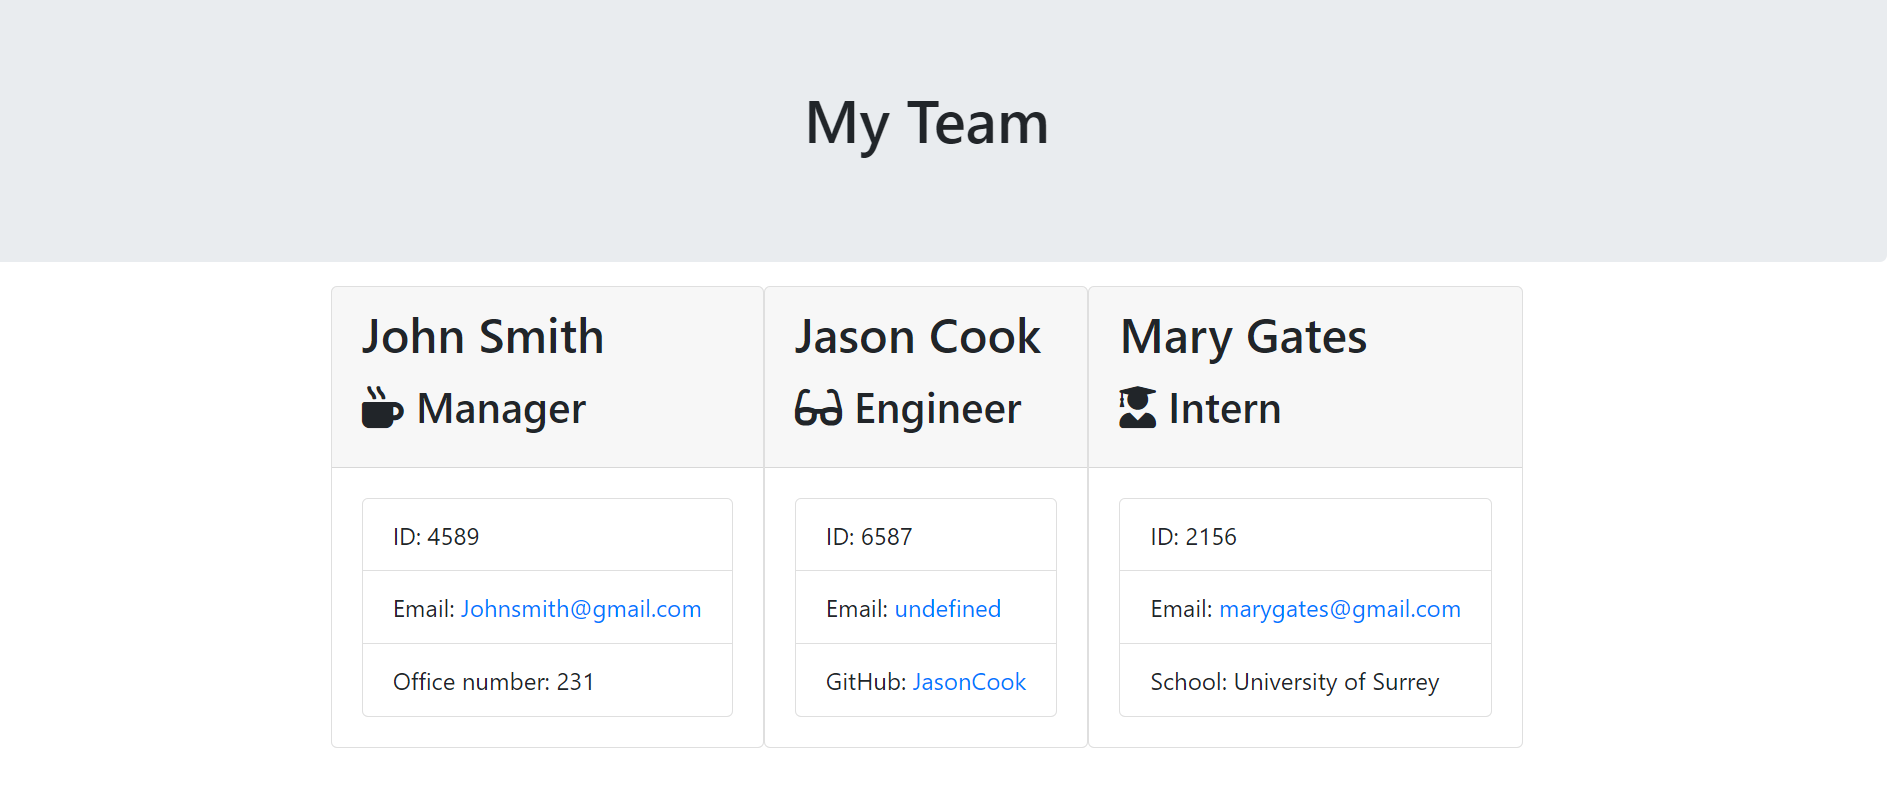 My Team
John Smith
Manager
ID: 4589
Email: Johnsmith@gmail.com
Office number: 231
Jason Cook
Engineer
ID: 6587
Email: undefined
GitHub: JasonCook
Mary Gates
Intern
ID: 2156
Email: marygates@gmail.com
School: University of Surrey